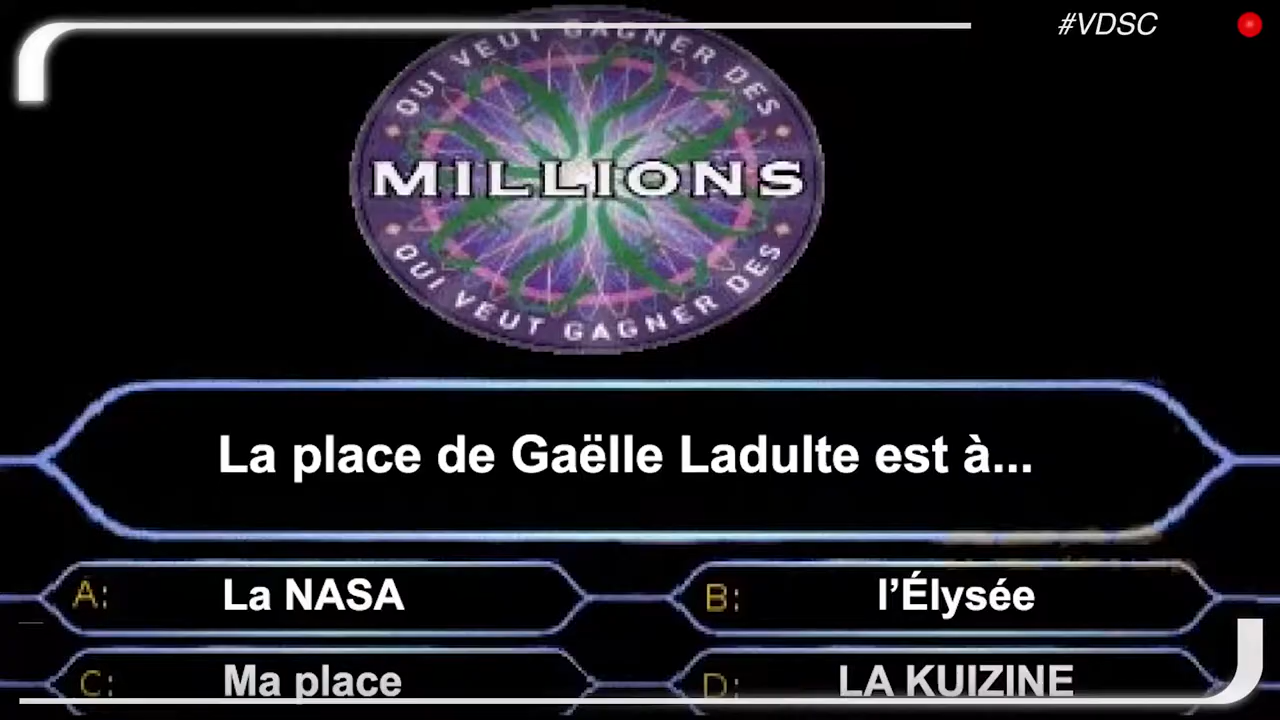 #VDSC
QUI VEUT GAGNER DES
MILLIONS
QUI VEUT GAGNER DES
La place de Gaëlle Ladulte est à...
A: La NASA
B: l’Élysée
C: Ma place
D: LA KUIZINE